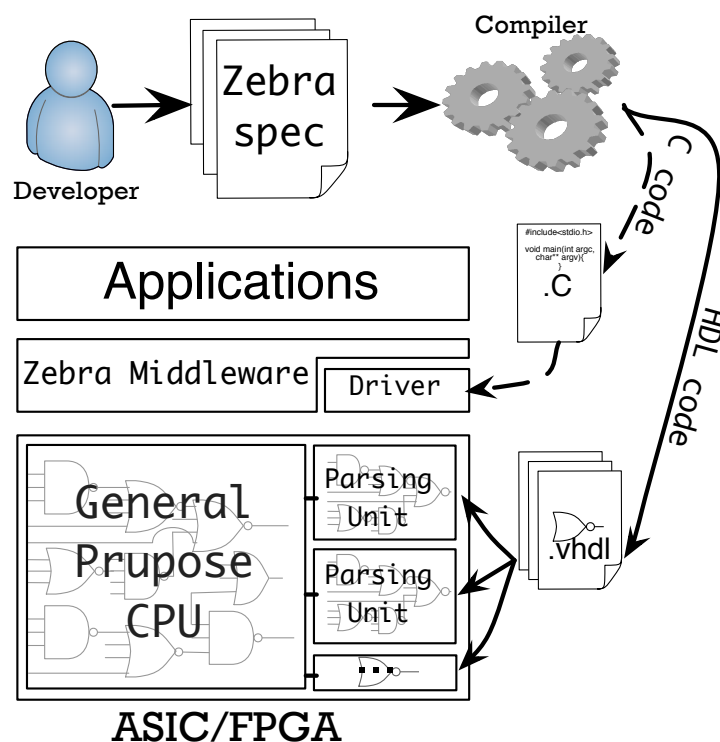 Compiler
Zebra
spec
Developer
C code
#include<stdio.h>
void main(int argc,
char** argv){
}
.C
Applications
HDL code
Zebra Middleware
Driver
General
Prupose
CPU
Parsing
Unit
Parsing
Unit
...
.vhdl
ASIC/FPGA